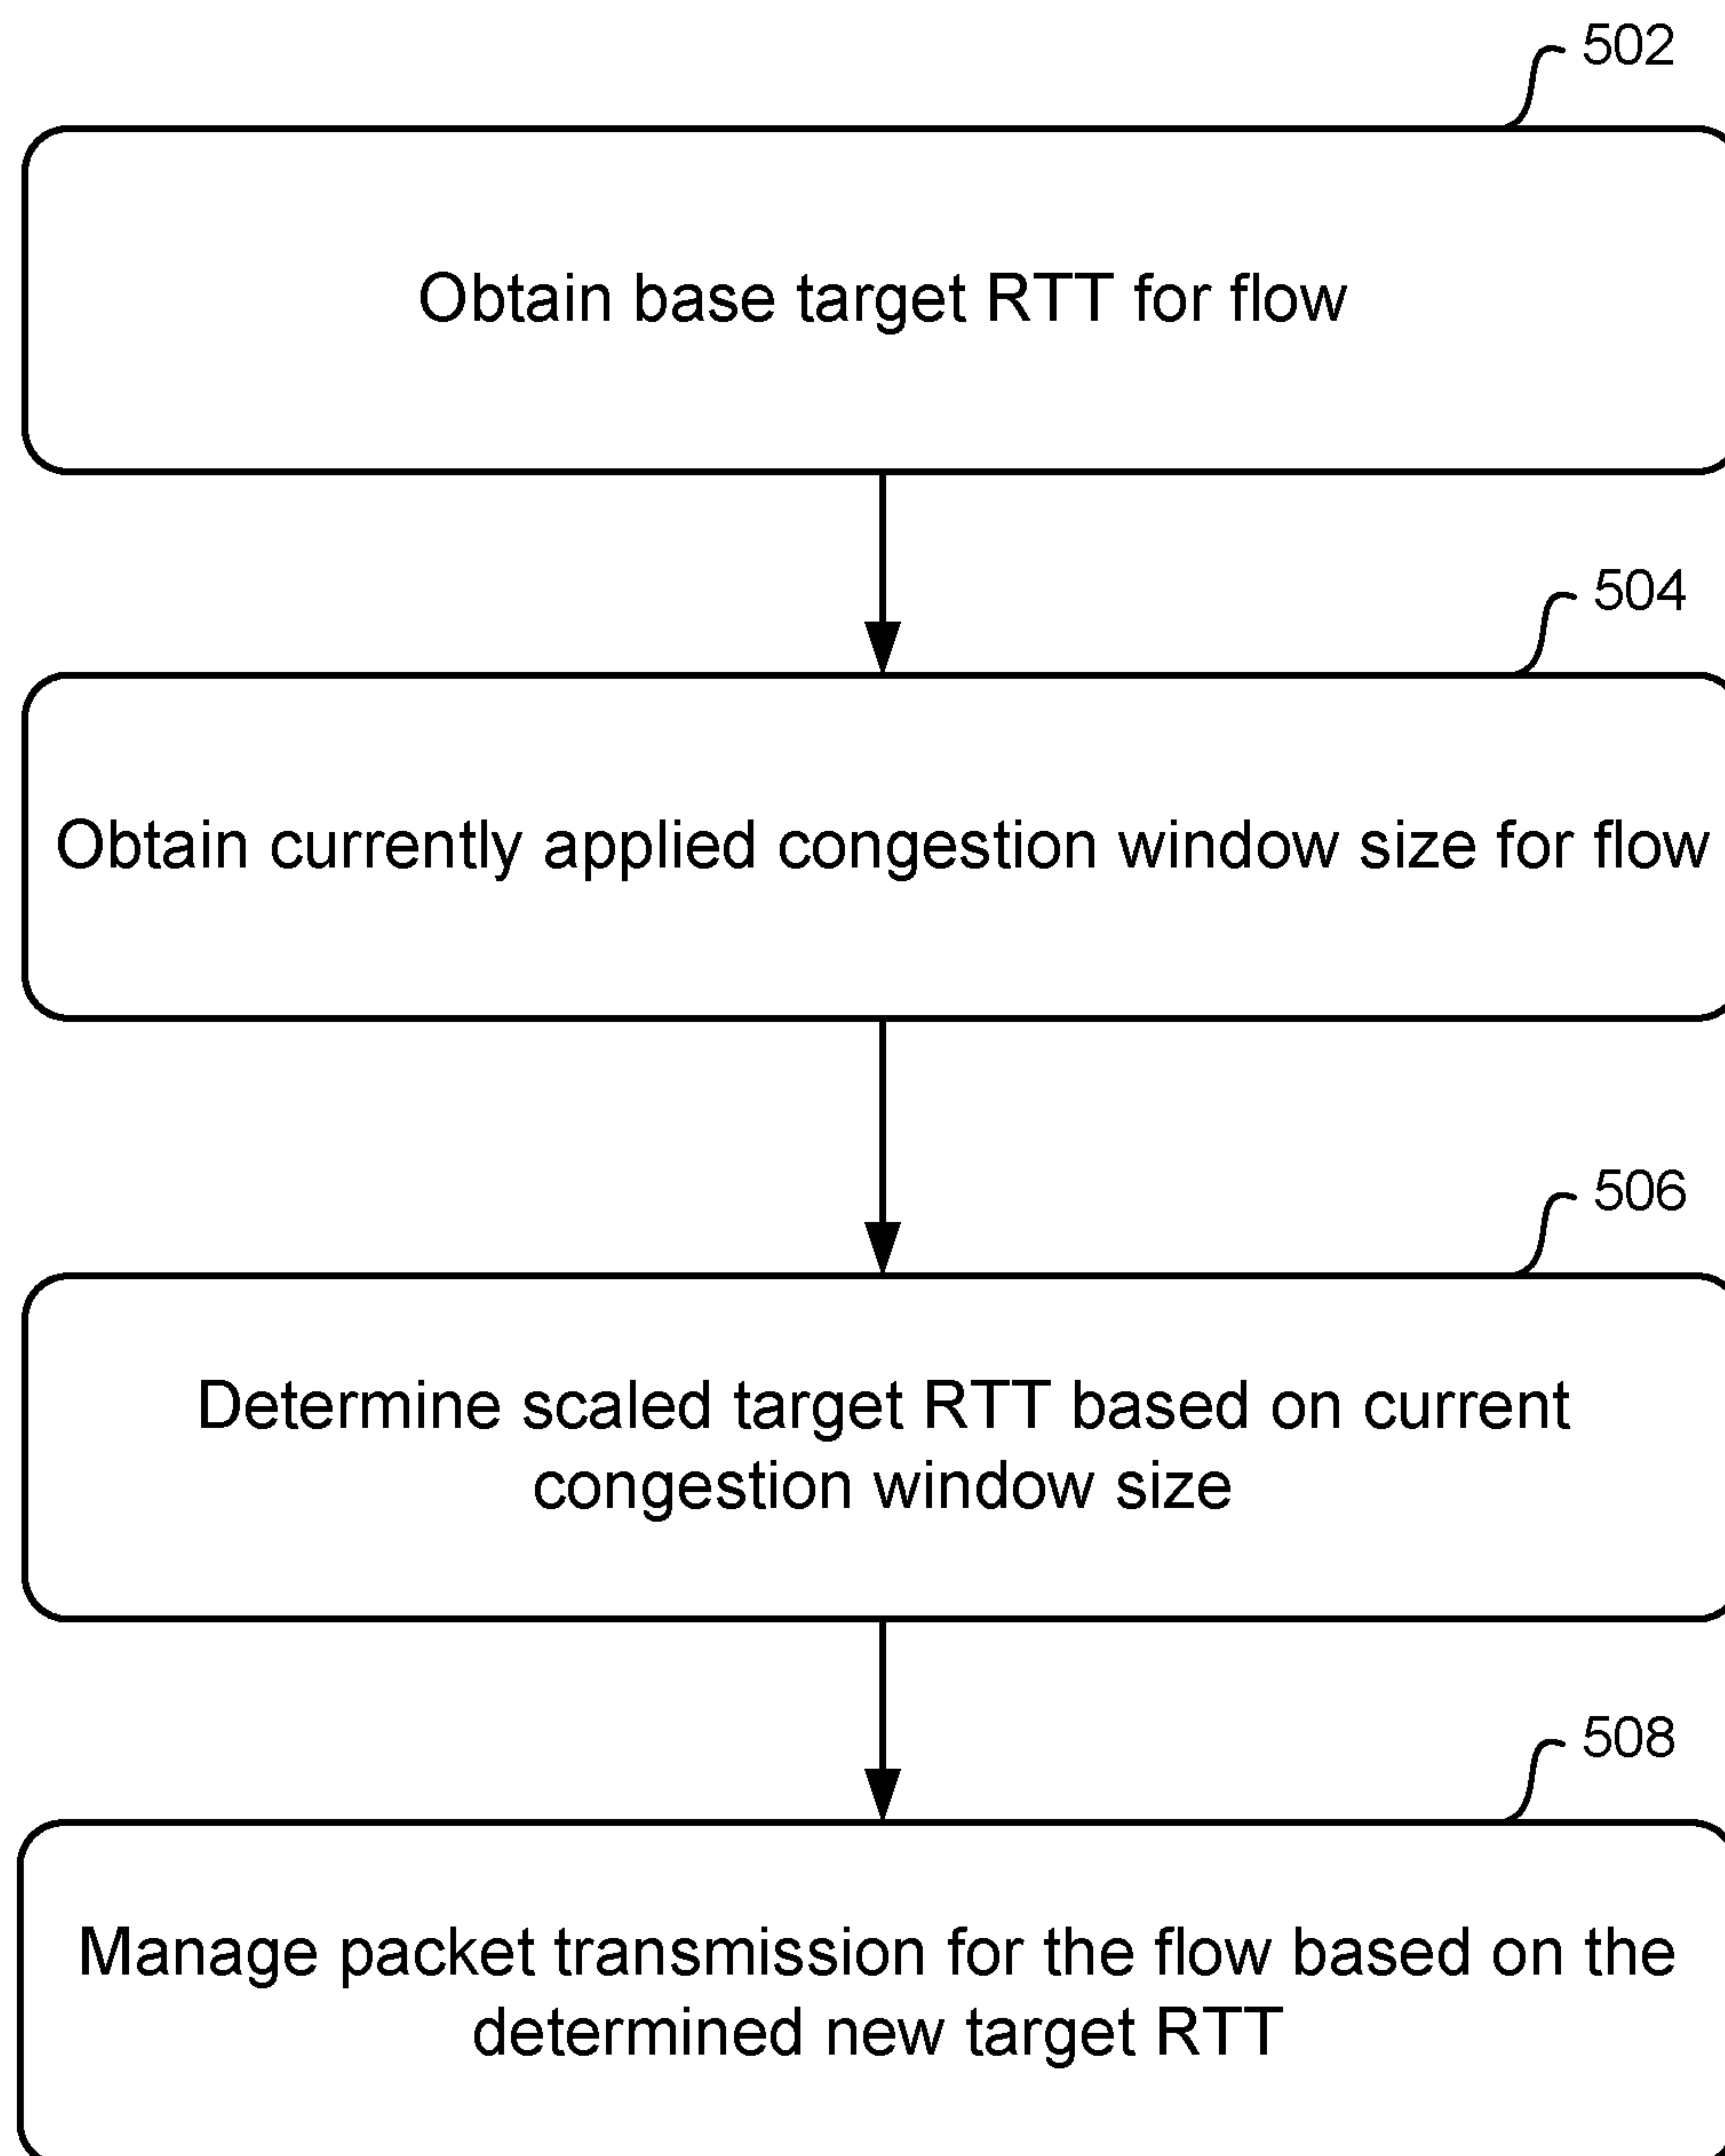 502
Obtain base target RTT for flow
504
Obtain currently applied congestion window size for flow
506
Determine scaled target RTT based on current
congestion window size
508
Manage packet transmission for the flow based on the
determined new target RTT